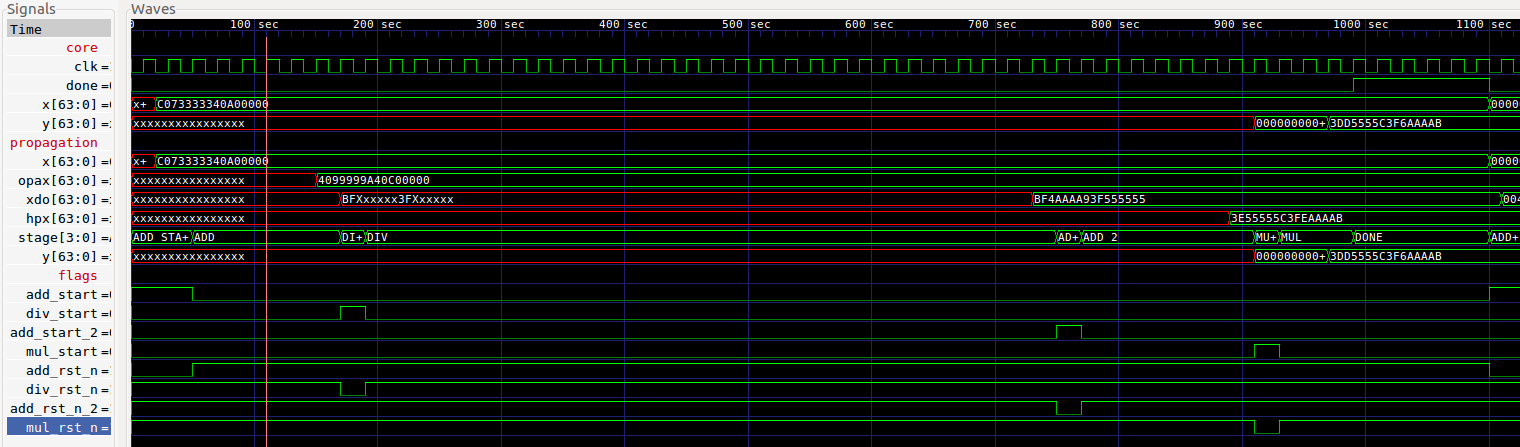 Signals Waves
Time 0 100 sec 200 sec 300 sec 400 sec 500 sec 600 sec 700 sec 800 sec 900 sec 1000 sec 1100 sec
core
clk =
done =
x[63:0] = x+ C073333340A00000 0000
y[63:0] = xxxxxxxxxxxxxxxx 000000000+ 3DD5555C3F6AAAAB
propagation
x[63:0] = x+ C073333340A00000 0000
opax[63:0] = xxxxxxxxxxxxxxxx 4099999A40C00000
xdo[63:0] = xxxxxxxxxxxxxxxx BFXxxxxx3FXxxxxx BF4AAAA93F555555 004
hpx[63:0] = xxxxxxxxxxxxxxxx 3E55555C3FEAAAAB
stage[3:0] = ADD STA+ ADD DI+ DIV AD+ ADD 2 MU+ MUL DONE ADD+
y[63:0] = xxxxxxxxxxxxxxxx 000000000+ 3DD5555C3F6AAAAB
flags
add_start =
div_start =
add_start_2 =
mul_start =
add_rst_n =
div_rst_n =
add_rst_n_2 =
mul_rst_n =